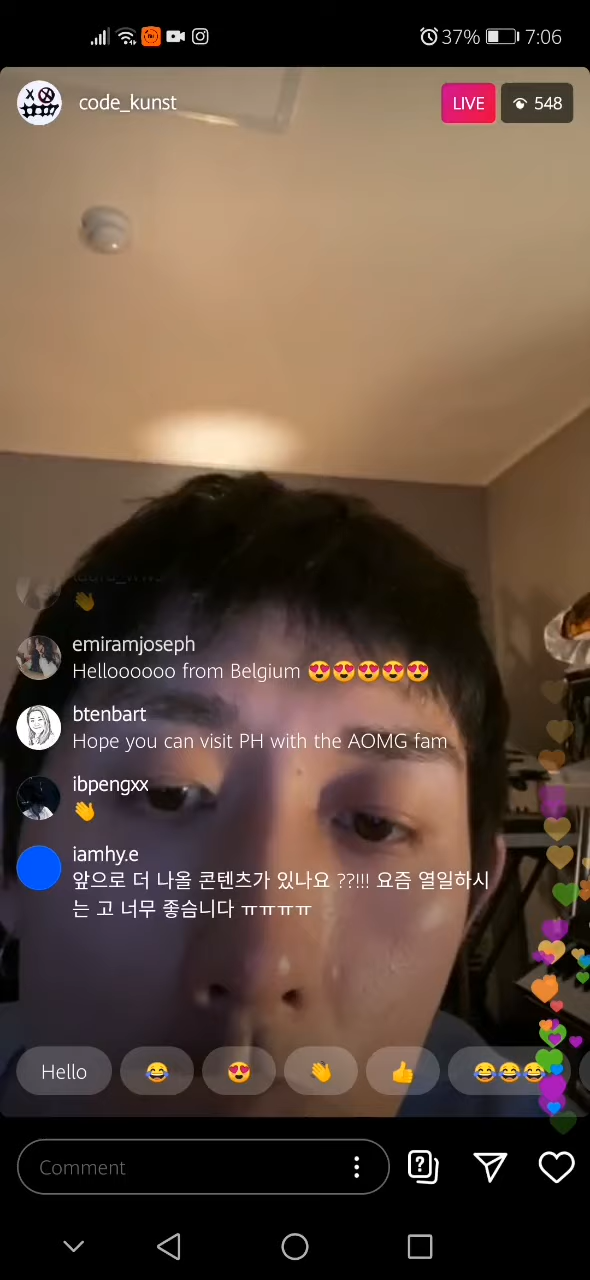 37% 7:06
code_kunst LIVE 548
emiramjoseph
Helloooooo from Belgium 😍😍😍😍😍
btenbart
Hope you can visit PH with the AOMG fam
ibpengxx
👋
iamhy.e
앞으로 더 나올 콘텐츠가 있나요 ??!!! 요즘 열일하시
는 고 너무 좋습니다 ㅠㅠㅠㅠ
Hello 😂 😍 👋 👍 😂😂😂
Comment